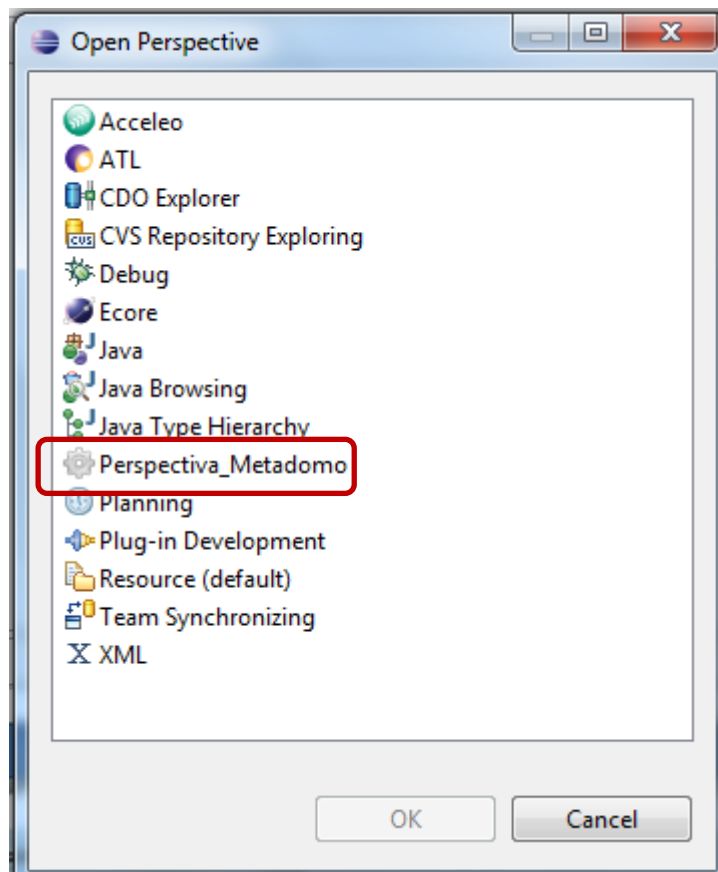 Open Perspective
Acceleo
ATL
CDO Explorer
CVS CVS Repository Exploring
Debug
Ecore
Java
Java Browsing
Java Type Hierarchy
Perspectiva_Metadomo
Planning
Plug-in Development
Resource (default)
Team Synchronizing
X XML
OK
Cancel